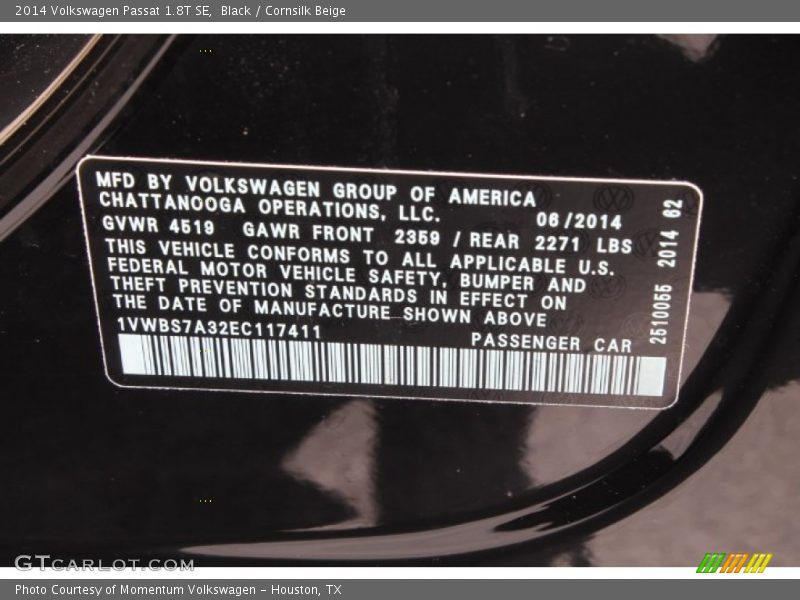 2014 Volkswagen Passat 1.8T SE, Black / Cornsilk Beige
MFD BY VOLKSWAGEN GROUP OF AMERICA
CHATTANOOGA OPERATIONS, LLC.
06/2014
GVWR 4519 GAWR FRONT 2359 / REAR 2271 LBS
THIS VEHICLE CONFORMS TO ALL APPLICABLE U.S.
FEDERAL MOTOR VEHICLE SAFETY, BUMPER AND
THEFT PREVENTION STANDARDS IN EFFECT ON
THE DATE OF MANUFACTURE SHOWN ABOVE
1VWBS7A32EC117411
PASSENGER CAR
2510055 2014 62
GTCARLOT.COM
Photo Courtesy of Momentum Volkswagen - Houston, TX